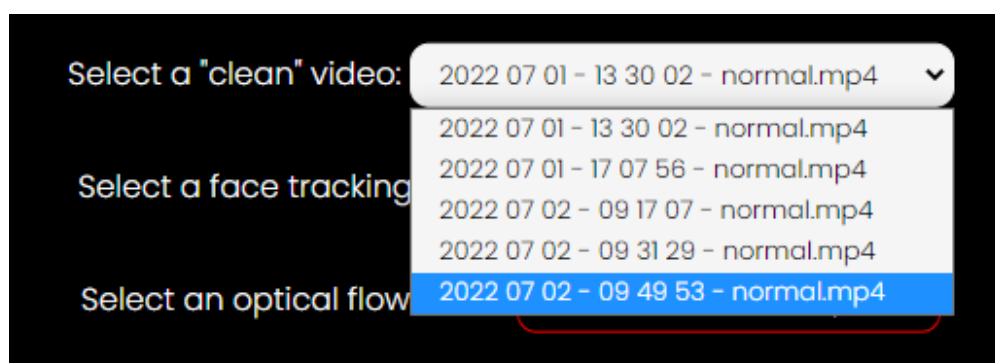 Select a "clean" video: 2022 07 01 - 13 30 02 - normal.mp4
2022 07 01 - 13 30 02 - normal.mp4
2022 07 01 - 17 07 56 - normal.mp4
Select a face tracking
2022 07 02 - 09 17 07 - normal.mp4
2022 07 02 - 09 31 29 - normal.mp4
Select an optical flow
2022 07 02 - 09 49 53 - normal.mp4